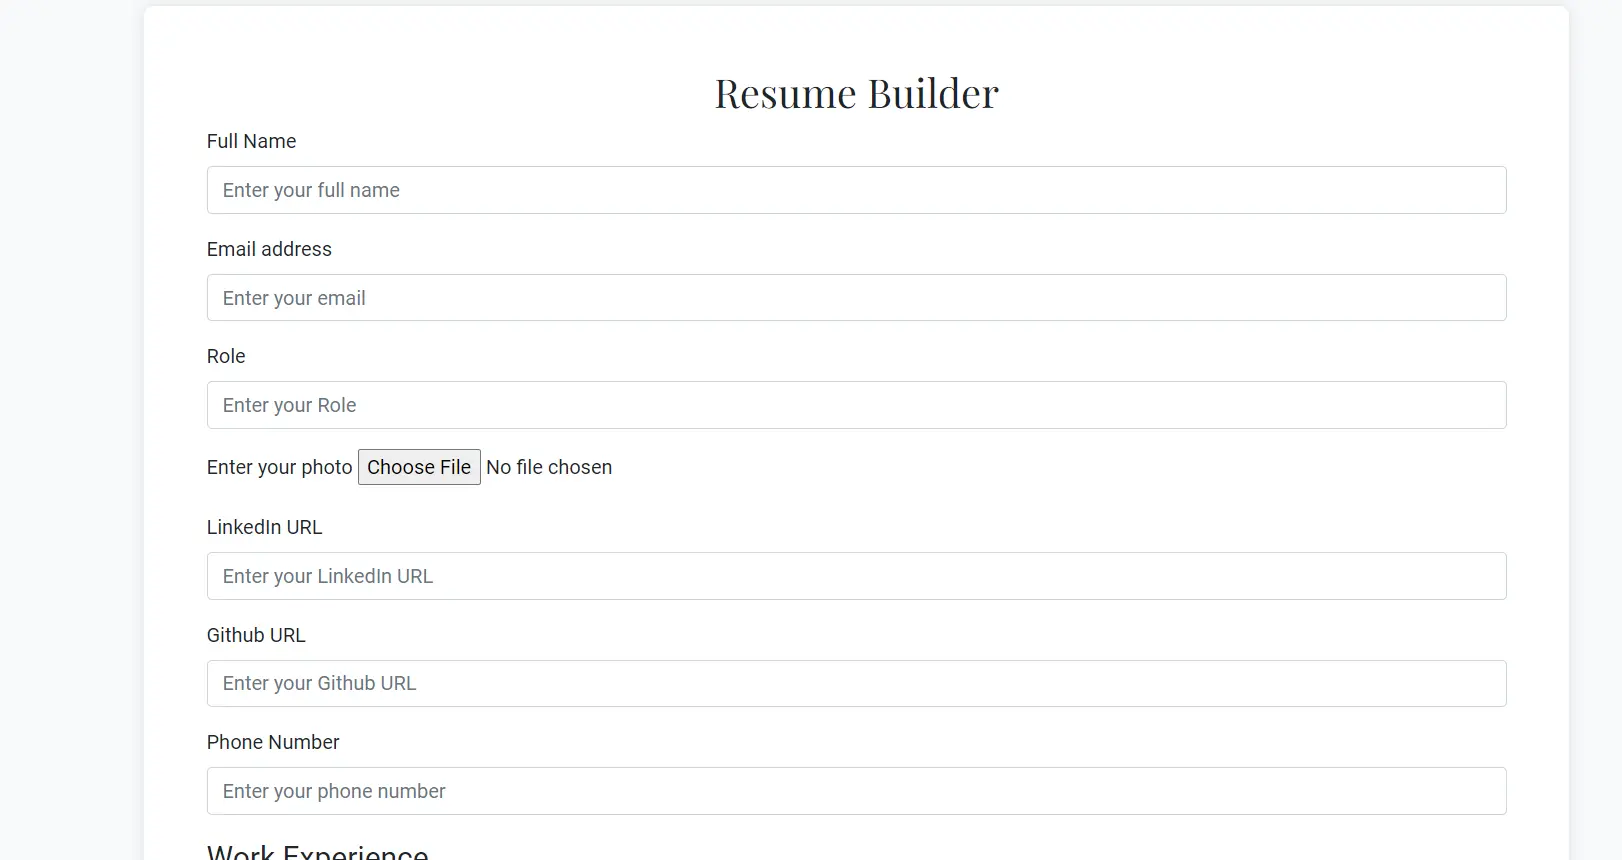 Resume Builder
Full Name
Enter your full name
Email address
Enter your email
Role
Enter your Role
Enter your photo Choose File No file chosen
LinkedIn URL
Enter your LinkedIn URL
Github URL
Enter your Github URL
Phone Number
Enter your phone number
Work Experience